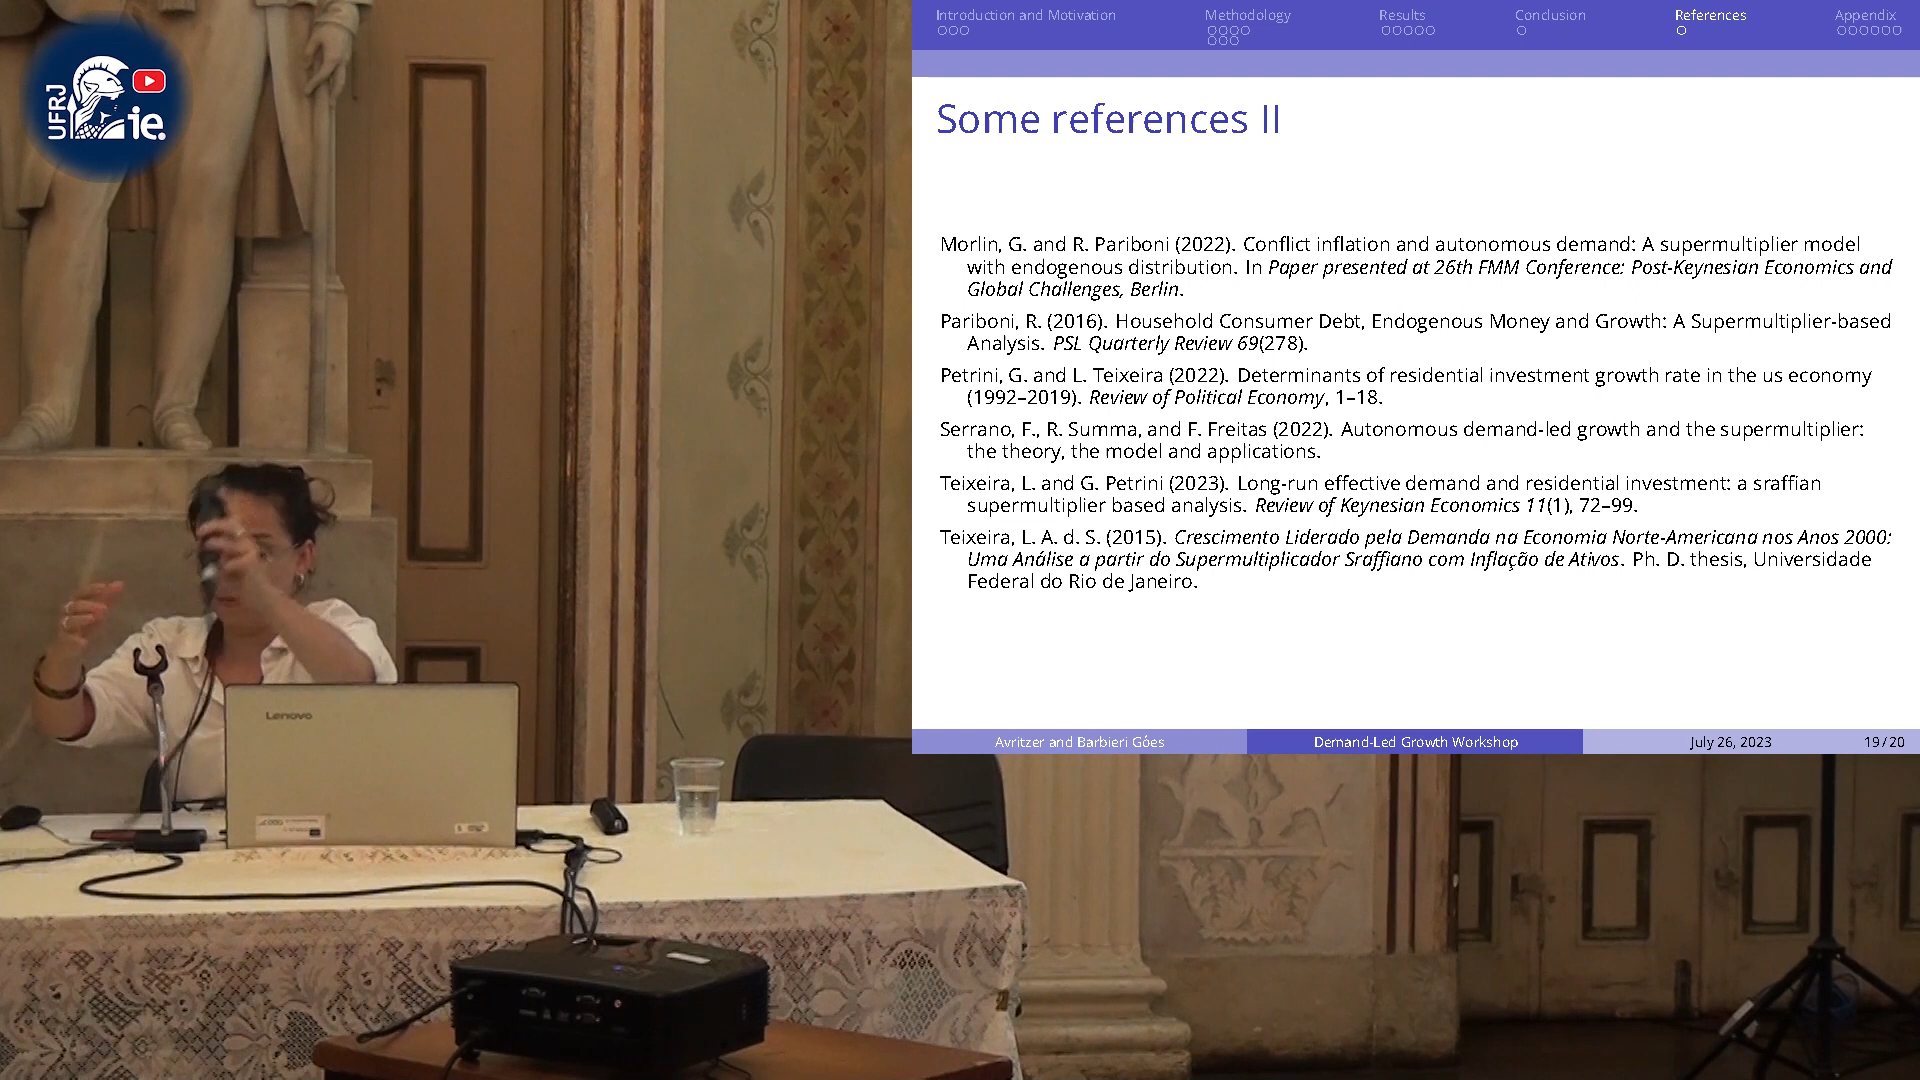 UFRJ
ie.
Introduction and Motivation
Methodology
Results
Conclusion
References
Appendix
Some references II
Morlin, G. and R. Pariboni (2022). Conflict inflation and autonomous demand: A supermultiplier model
with endogenous distribution. In Paper presented at 26th FMM Conference: Post-Keynesian Economics and
Global Challenges, Berlin.
Pariboni, R. (2016). Household Consumer Debt, Endogenous Money and Growth: A Supermultiplier-based
Analysis. PSL Quarterly Review 69(278).
Petrini, G. and L. Teixeira (2022). Determinants of residential investment growth rate in the us economy
(1992–2019). Review of Political Economy, 1–18.
Serrano, F., R. Summa, and F. Freitas (2022). Autonomous demand-led growth and the supermultiplier:
the theory, the model and applications.
Teixeira, L. and G. Petrini (2023). Long-run effective demand and residential investment: a sraffian
supermultiplier based analysis. Review of Keynesian Economics 11(1), 72–99.
Teixeira, L. A. d. S. (2015). Crescimento Liderado pela Demanda na Economia Norte-Americana nos Anos 2000:
Uma Análise a partir do Supermultiplicador Sraffiano com Inflação de Ativos. Ph. D. thesis, Universidade
Federal do Rio de Janeiro.
Lenovo
Avritzer and Barbieri Góes
Demand-Led Growth Workshop
July 26, 2023
19 / 20